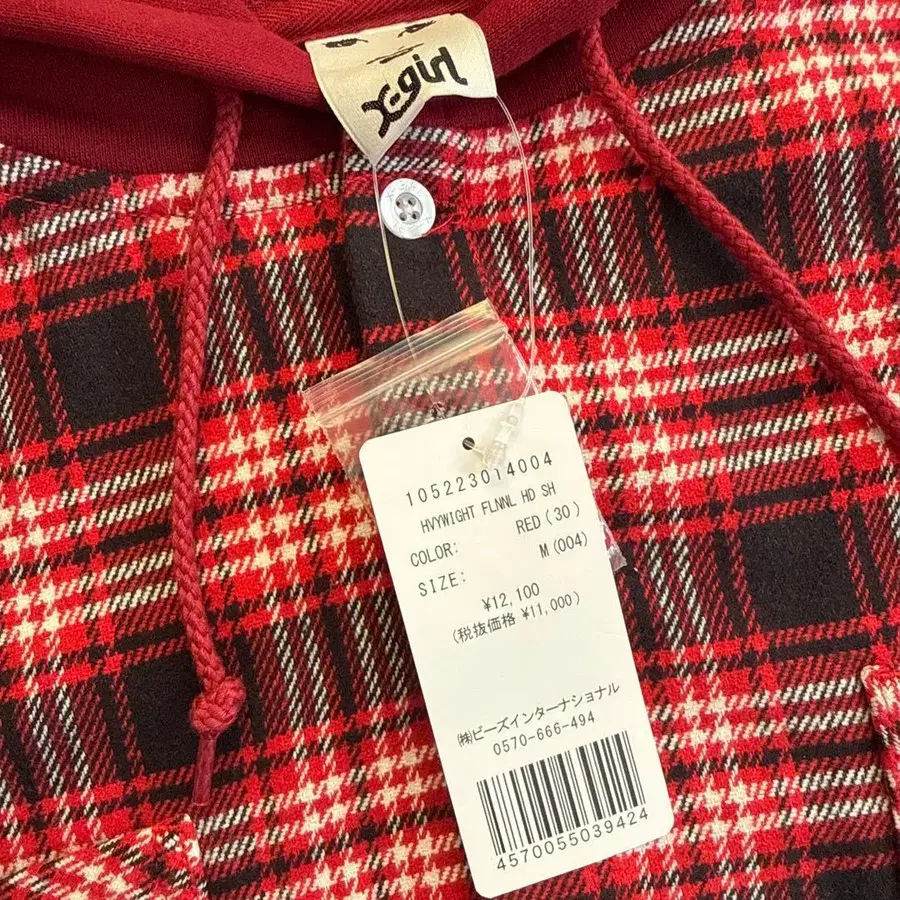 X-girl
105223014004
HVYWIGHT FLNNL HD SH
COLOR: RED(30)
SIZE: M(004)
¥12,100
(税抜価格 ¥11,000)
㈱ビーズインターナショナル
0570-666-494
4570055039424